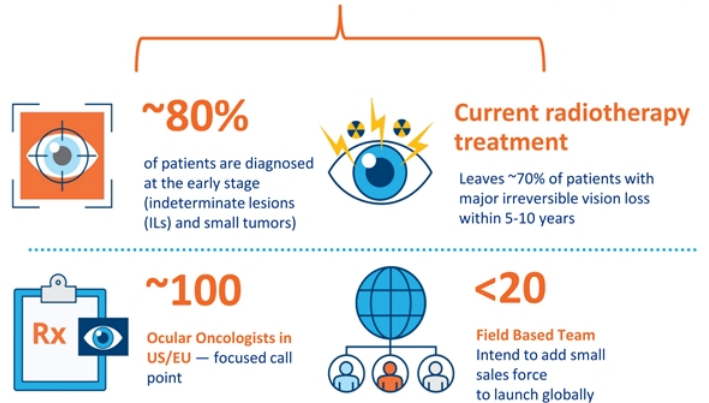 ~80%
of patients are diagnosed
at the early stage
(indeterminate lesions
(ILs) and small tumors)
Current radiotherapy
treatment
Leaves ~70% of patients with
major irreversible vision loss
within 5-10 years
Rx
~100
Ocular Oncologists in
US/EU — focused call
point
<20
Field Based Team
Intend to add small
sales force
to launch globally